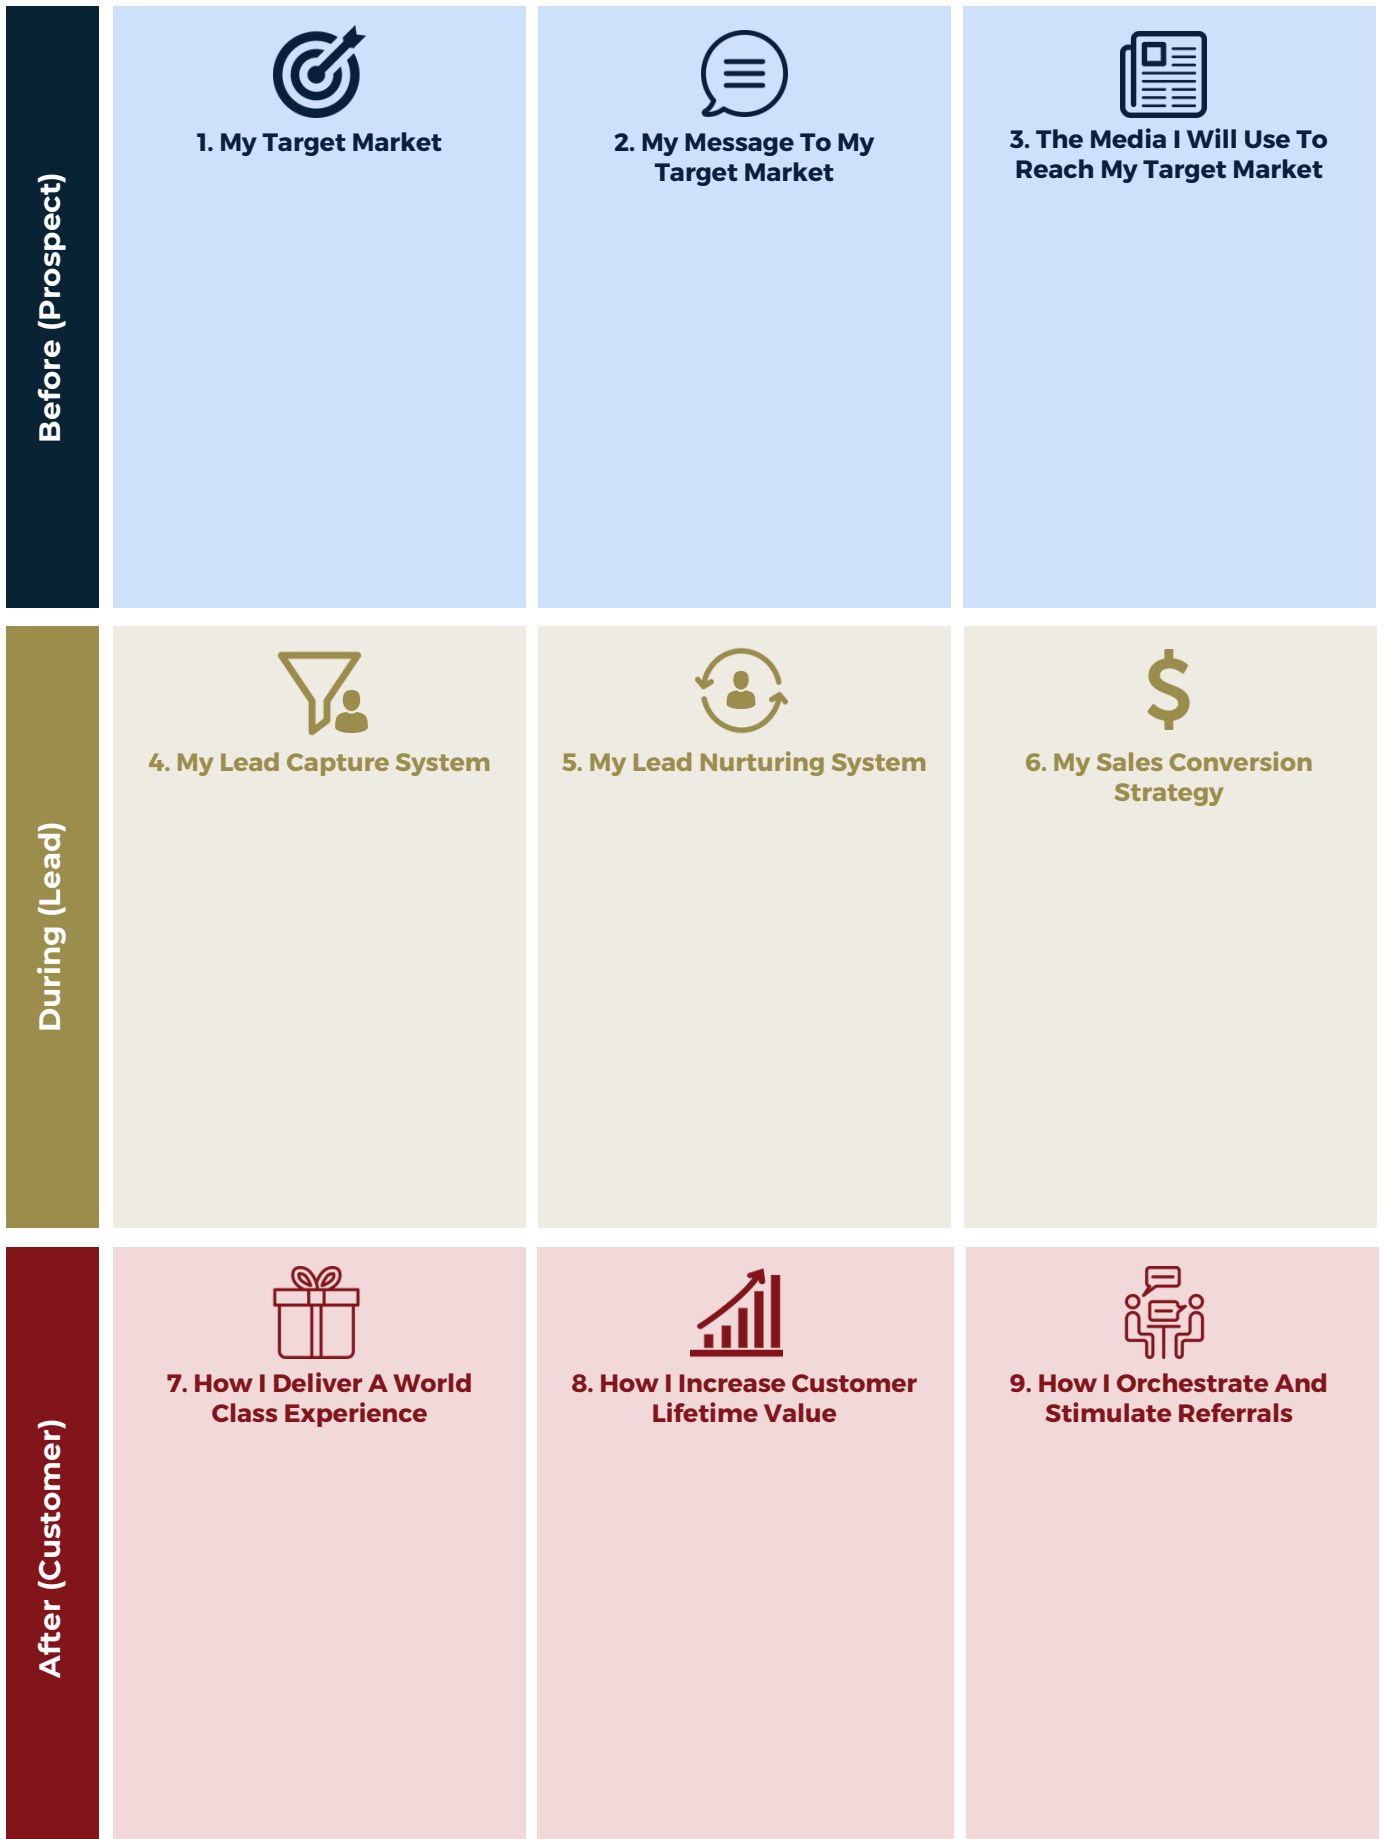 Before (Prospect)
1. My Target Market
2. My Message To My
Target Market
3. The Media I Will Use To
Reach My Target Market
During (Lead)
4. My Lead Capture System
5. My Lead Nurturing System
6. My Sales Conversion
Strategy
After (Customer)
7. How I Deliver A World
Class Experience
8. How I Increase Customer
Lifetime Value
9. How I Orchestrate And
Stimulate Referrals